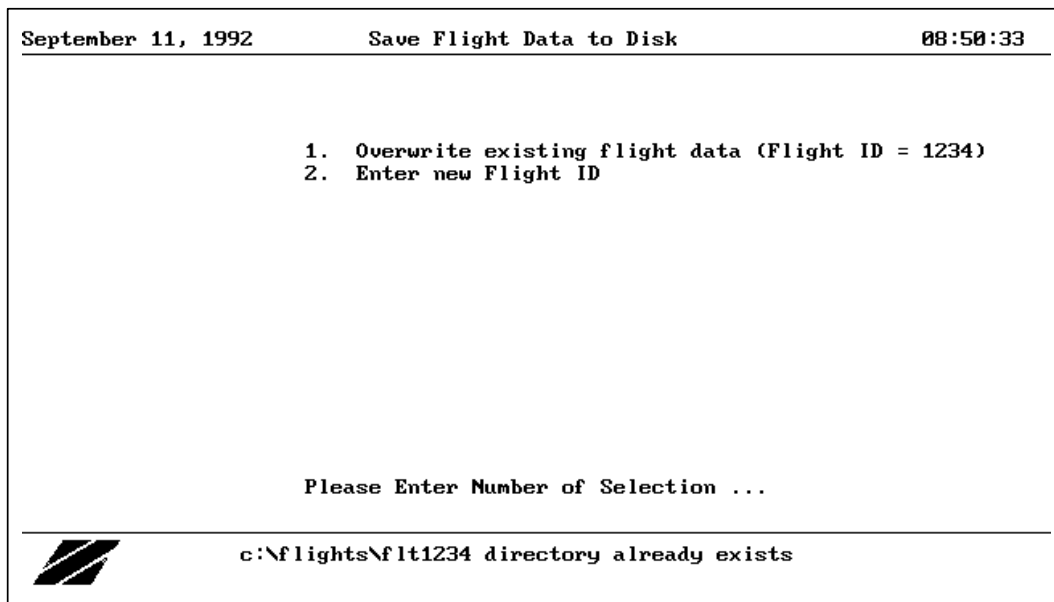 September 11, 1992 Save Flight Data to Disk 08:50:33
1. Overwrite existing flight data (Flight ID = 1234)
2. Enter new Flight ID
Please Enter Number of Selection ...
c:\flights\flt1234 directory already exists